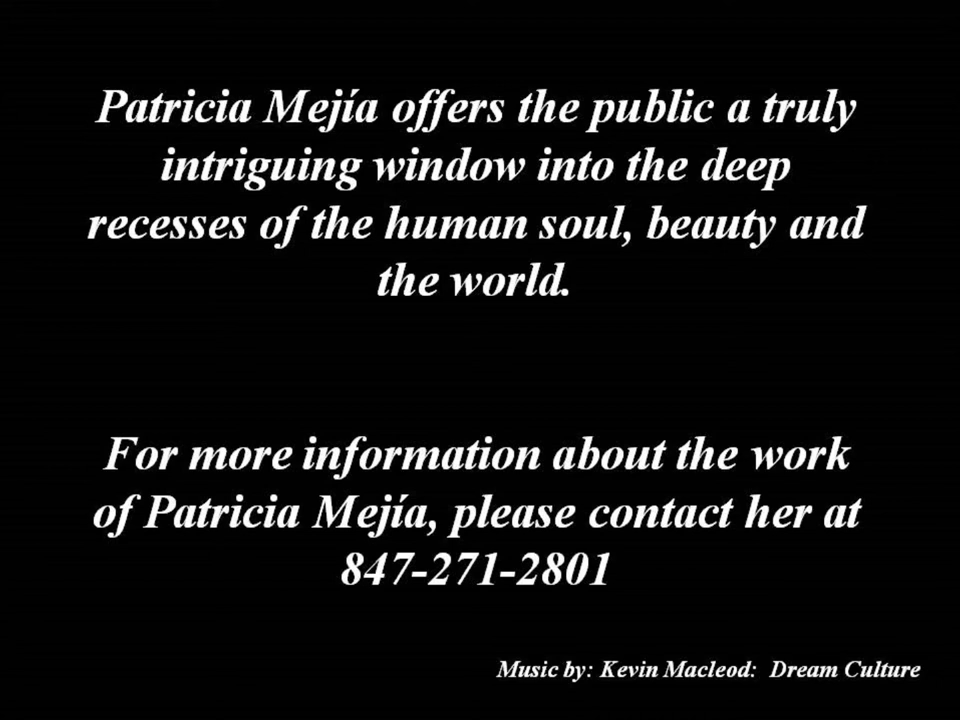 Patricia Mejía offers the public a truly
intriguing window into the deep
recesses of the human soul, beauty and
the world.
For more information about the work
of Patricia Mejía, please contact her at
847-271-2801
Music by: Kevin Macleod:  Dream Culture